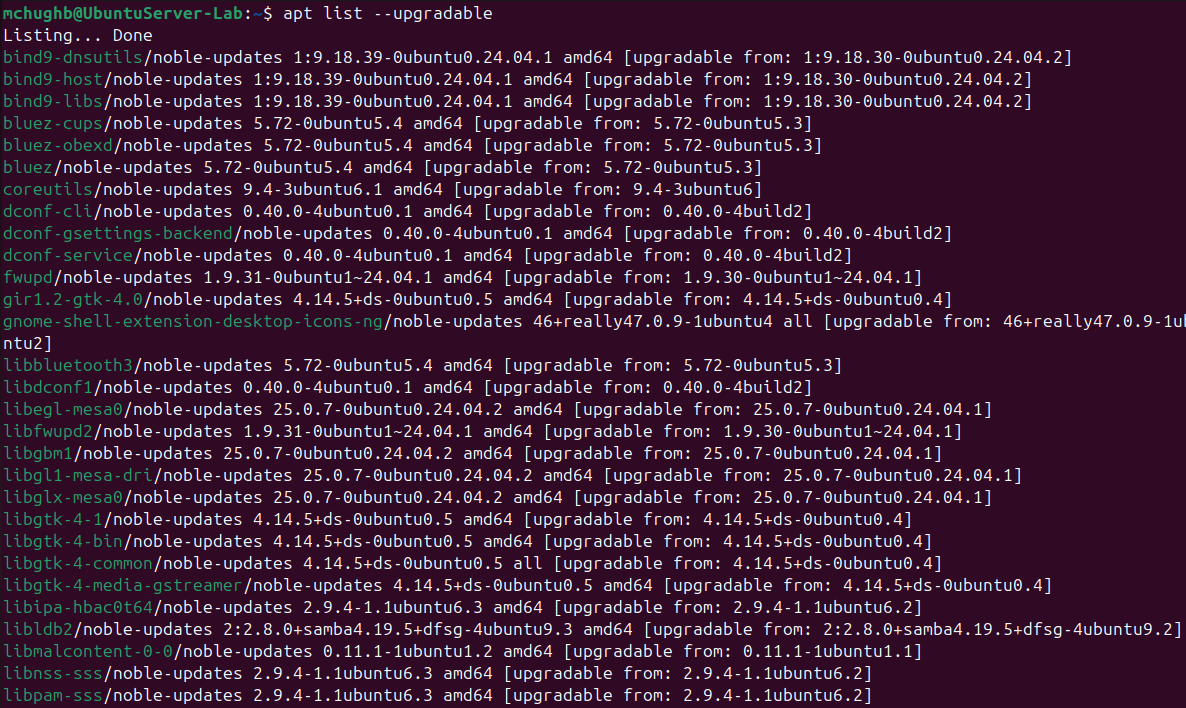 mchughb@UbuntuServer-Lab:~$ apt list --upgradable
Listing... Done
bind9-dnsutils/noble-updates 1:9.18.39-0ubuntu0.24.04.1 amd64 [upgradable from: 1:9.18.30-0ubuntu0.24.04.2]
bind9-host/noble-updates 1:9.18.39-0ubuntu0.24.04.1 amd64 [upgradable from: 1:9.18.30-0ubuntu0.24.04.2]
bind9-libs/noble-updates 1:9.18.39-0ubuntu0.24.04.1 amd64 [upgradable from: 1:9.18.30-0ubuntu0.24.04.2]
bluez-cups/noble-updates 5.72-0ubuntu5.4 amd64 [upgradable from: 5.72-0ubuntu5.3]
bluez-obexd/noble-updates 5.72-0ubuntu5.4 amd64 [upgradable from: 5.72-0ubuntu5.3]
bluez/noble-updates 5.72-0ubuntu5.4 amd64 [upgradable from: 5.72-0ubuntu5.3]
coreutils/noble-updates 9.4-3ubuntu6.1 amd64 [upgradable from: 9.4-3ubuntu6]
dconf-cli/noble-updates 0.40.0-4ubuntu0.1 amd64 [upgradable from: 0.40.0-4build2]
dconf-gsettings-backend/noble-updates 0.40.0-4ubuntu0.1 amd64 [upgradable from: 0.40.0-4build2]
dconf-service/noble-updates 0.40.0-4ubuntu0.1 amd64 [upgradable from: 0.40.0-4build2]
fwupd/noble-updates 1.9.31-0ubuntu1~24.04.1 amd64 [upgradable from: 1.9.30-0ubuntu1~24.04.1]
gir1.2-gtk-4.0/noble-updates 4.14.5+ds-0ubuntu0.5 amd64 [upgradable from: 4.14.5+ds-0ubuntu0.4]
gnome-shell-extension-desktop-icons-ng/noble-updates 46+really47.0.9-1ubuntu4 all [upgradable from: 46+really47.0.9-1ubu
ntu2]
libbluetooth3/noble-updates 5.72-0ubuntu5.4 amd64 [upgradable from: 5.72-0ubuntu5.3]
libdconf1/noble-updates 0.40.0-4ubuntu0.1 amd64 [upgradable from: 0.40.0-4build2]
libegl-mesa0/noble-updates 25.0.7-0ubuntu0.24.04.2 amd64 [upgradable from: 25.0.7-0ubuntu0.24.04.1]
libfwupd2/noble-updates 1.9.31-0ubuntu1~24.04.1 amd64 [upgradable from: 1.9.30-0ubuntu1~24.04.1]
libgbm1/noble-updates 25.0.7-0ubuntu0.24.04.2 amd64 [upgradable from: 25.0.7-0ubuntu0.24.04.1]
libgl1-mesa-dri/noble-updates 25.0.7-0ubuntu0.24.04.2 amd64 [upgradable from: 25.0.7-0ubuntu0.24.04.1]
libglx-mesa0/noble-updates 25.0.7-0ubuntu0.24.04.2 amd64 [upgradable from: 25.0.7-0ubuntu0.24.04.1]
libgtk-4-1/noble-updates 4.14.5+ds-0ubuntu0.5 amd64 [upgradable from: 4.14.5+ds-0ubuntu0.4]
libgtk-4-bin/noble-updates 4.14.5+ds-0ubuntu0.5 amd64 [upgradable from: 4.14.5+ds-0ubuntu0.4]
libgtk-4-common/noble-updates 4.14.5+ds-0ubuntu0.5 all [upgradable from: 4.14.5+ds-0ubuntu0.4]
libgtk-4-media-gstreamer/noble-updates 4.14.5+ds-0ubuntu0.5 amd64 [upgradable from: 4.14.5+ds-0ubuntu0.4]
libipa-hbac0t64/noble-updates 2.9.4-1.1ubuntu6.3 amd64 [upgradable from: 2.9.4-1.1ubuntu6.2]
libldb2/noble-updates 2:2.8.0+samba4.19.5+dfsg-4ubuntu9.3 amd64 [upgradable from: 2:2.8.0+samba4.19.5+dfsg-4ubuntu9.2]
libmalcontent-0-0/noble-updates 0.11.1-1ubuntu1.2 amd64 [upgradable from: 0.11.1-1ubuntu1.1]
libnss-sss/noble-updates 2.9.4-1.1ubuntu6.3 amd64 [upgradable from: 2.9.4-1.1ubuntu6.2]
libpam-sss/noble-updates 2.9.4-1.1ubuntu6.3 amd64 [upgradable from: 2.9.4-1.1ubuntu6.2]